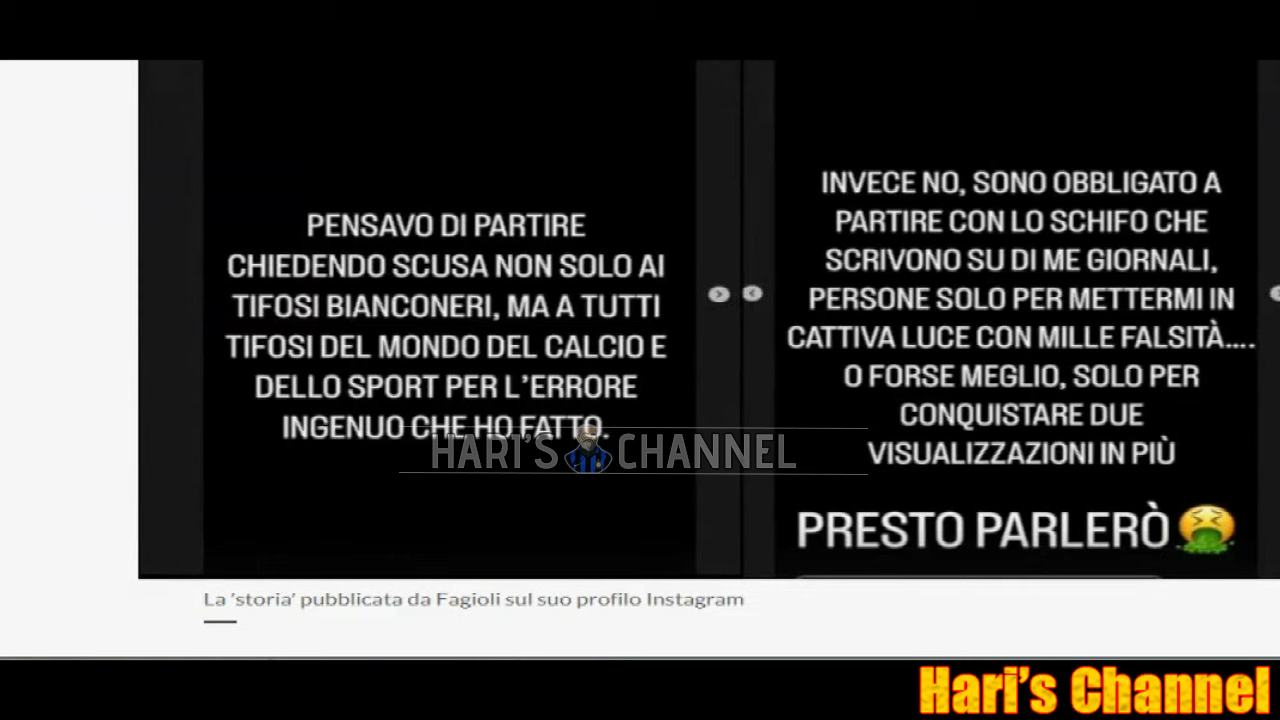 PENSAVO DI PARTIRE
CHIEDENDO SCUSA NON SOLO AI
TIFOSI BIANCONERI, MA A TUTTI
TIFOSI DEL MONDO DEL CALCIO E
DELLO SPORT PER L'ERRORE
INGENUO CHE HO FATTO.
INVECE NO, SONO OBBLIGATO A
PARTIRE CON LO SCHIFO CHE
SCRIVONO SU DI ME GIORNALI,
PERSONE SOLO PER METTERMI IN
CATTIVA LUCE CON MILLE FALSITÀ....
O FORSE MEGLIO, SOLO PER
CONQUISTARE DUE
VISUALIZZAZIONI IN PIÙ
PRESTO PARLERÒ🤮
HARI'S CHANNEL
La 'storia' pubblicata da Fagioli sul suo profilo Instagram
Hari's Channel